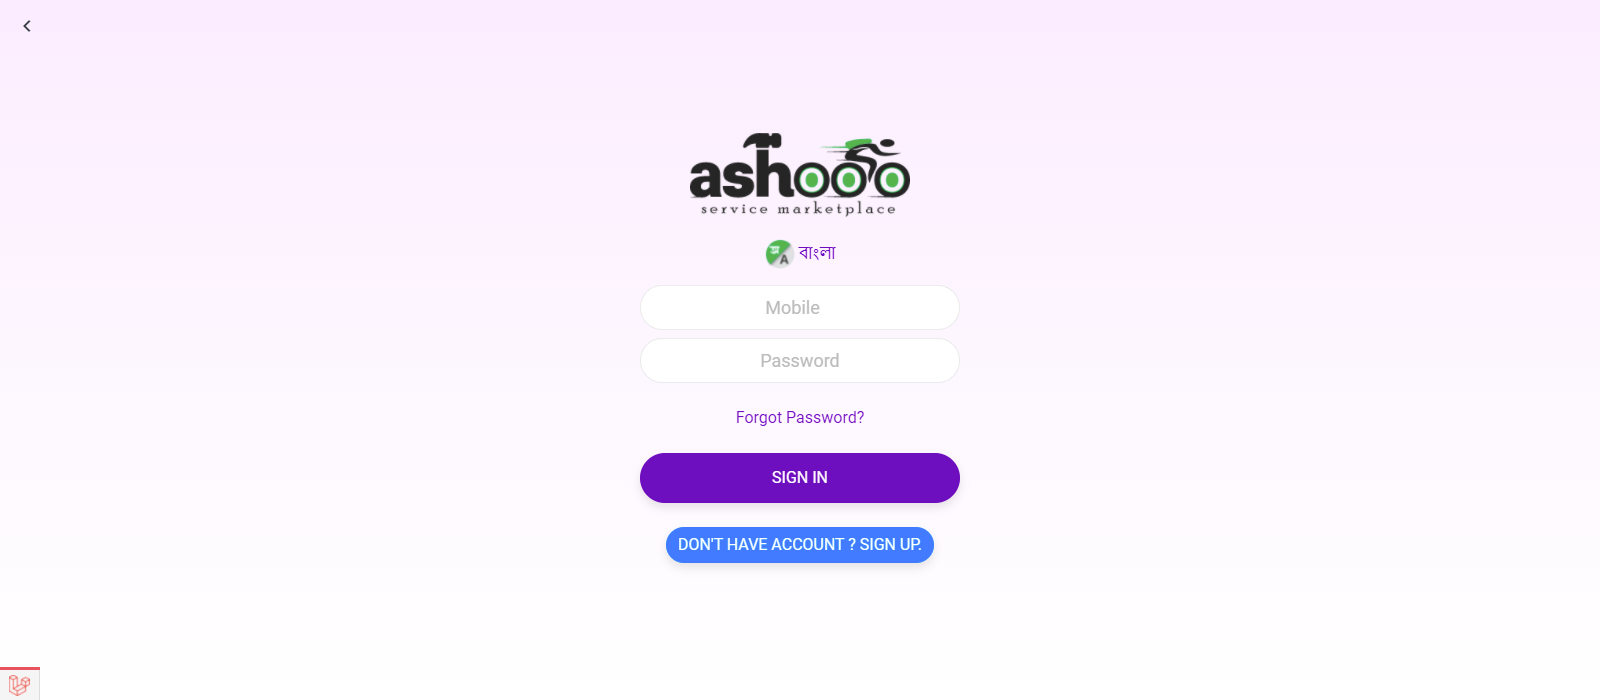 ashooo
service marketplace
বাংলা
Mobile
Password
Forgot Password?
SIGN IN
DON'T HAVE ACCOUNT ? SIGN UP.